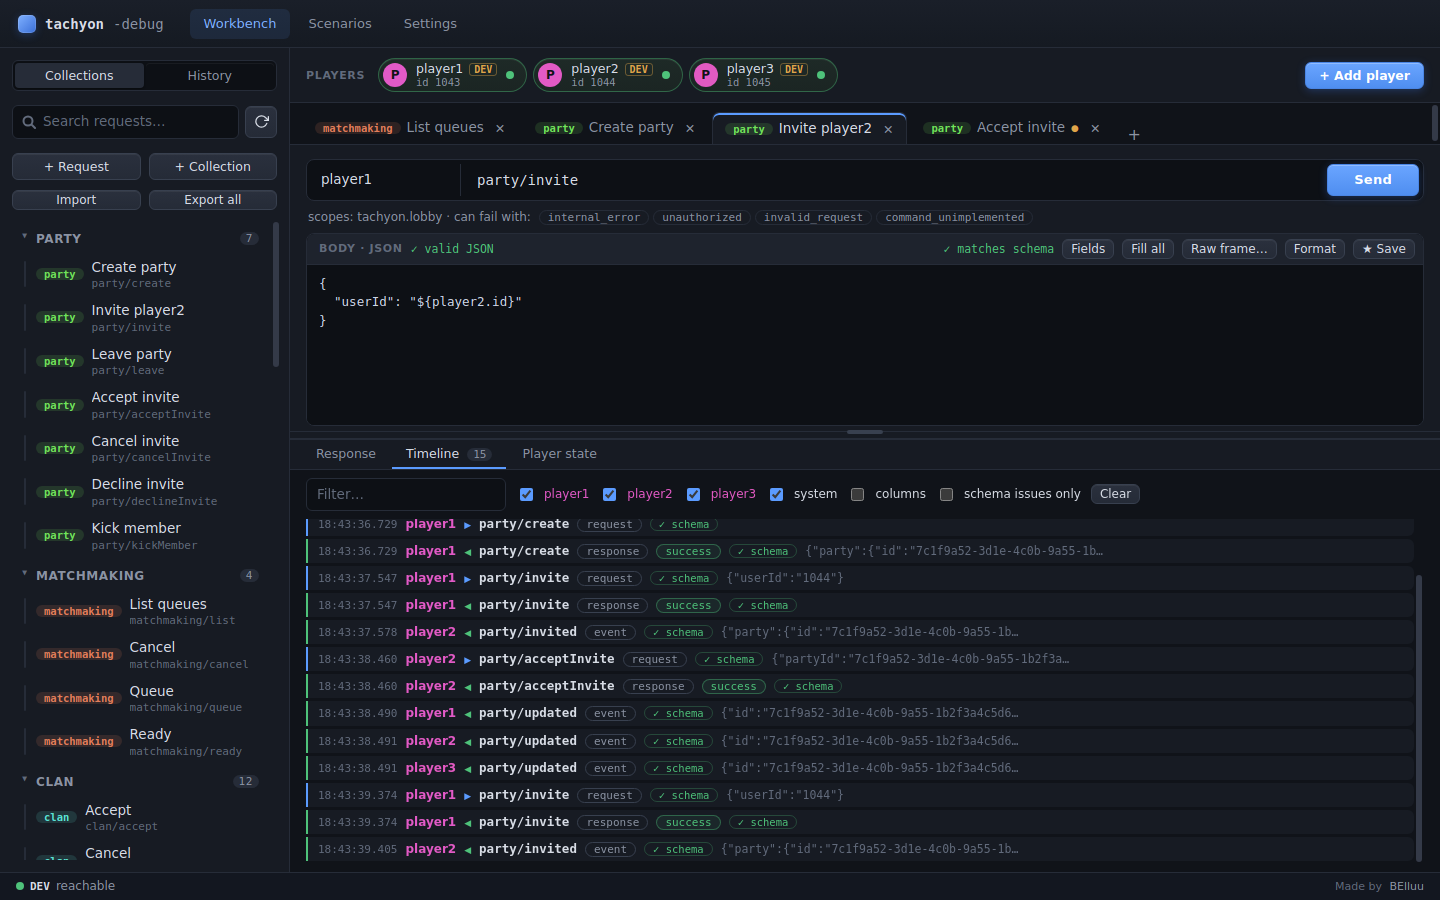 tachyon -debug Workbench Scenarios Settings
Collections History
Search requests…
+ Request + Collection
Import Export all
▾ PARTY 7
party Create party
party/create
party Invite player2
party/invite
party Leave party
party/leave
party Accept invite
party/acceptInvite
party Cancel invite
party/cancelInvite
party Decline invite
party/declineInvite
party Kick member
party/kickMember
▾ MATCHMAKING 4
matchmaking List queues
matchmaking/list
matchmaking Cancel
matchmaking/cancel
matchmaking Queue
matchmaking/queue
matchmaking Ready
matchmaking/ready
▾ CLAN 12
clan Accept
clan/accept
clan Cancel
PLAYERS P player1 DEV id 1043 P player2 DEV id 1044 P player3 DEV id 1045 + Add player
matchmaking List queues × party Create party × party Invite player2 × party Accept invite ● × +
player1 party/invite Send
scopes: tachyon.lobby · can fail with: internal_error unauthorized invalid_request command_unimplemented
BODY · JSON ✓ valid JSON ✓ matches schema Fields Fill all Raw frame… Format ★ Save
{
"userId": "${player2.id}"
}
Response Timeline 15 Player state
Filter… player1 player2 player3 system columns schema issues only Clear
18:43:36.729 player1 ▶ party/create request ✓ schema
18:43:36.729 player1 ◀ party/create response success ✓ schema {"party":{"id":"7c1f9a52-3d1e-4c0b-9a55-1b…
18:43:37.547 player1 ▶ party/invite request ✓ schema {"userId":"1044"}
18:43:37.547 player1 ◀ party/invite response success ✓ schema
18:43:37.578 player2 ◀ party/invited event ✓ schema {"party":{"id":"7c1f9a52-3d1e-4c0b-9a55-1b…
18:43:38.460 player2 ▶ party/acceptInvite request ✓ schema {"partyId":"7c1f9a52-3d1e-4c0b-9a55-1b2f3a…
18:43:38.460 player2 ◀ party/acceptInvite response success ✓ schema
18:43:38.490 player1 ◀ party/updated event ✓ schema {"id":"7c1f9a52-3d1e-4c0b-9a55-1b2f3a4c5d6…
18:43:38.491 player2 ◀ party/updated event ✓ schema {"id":"7c1f9a52-3d1e-4c0b-9a55-1b2f3a4c5d6…
18:43:38.491 player3 ◀ party/updated event ✓ schema {"id":"7c1f9a52-3d1e-4c0b-9a55-1b2f3a4c5d6…
18:43:39.374 player1 ▶ party/invite request ✓ schema {"userId":"1044"}
18:43:39.374 player1 ◀ party/invite response success ✓ schema
18:43:39.405 player2 ◀ party/invited event ✓ schema {"party":{"id":"7c1f9a52-3d1e-4c0b-9a55-1b…
DEV reachable Made by BElluu